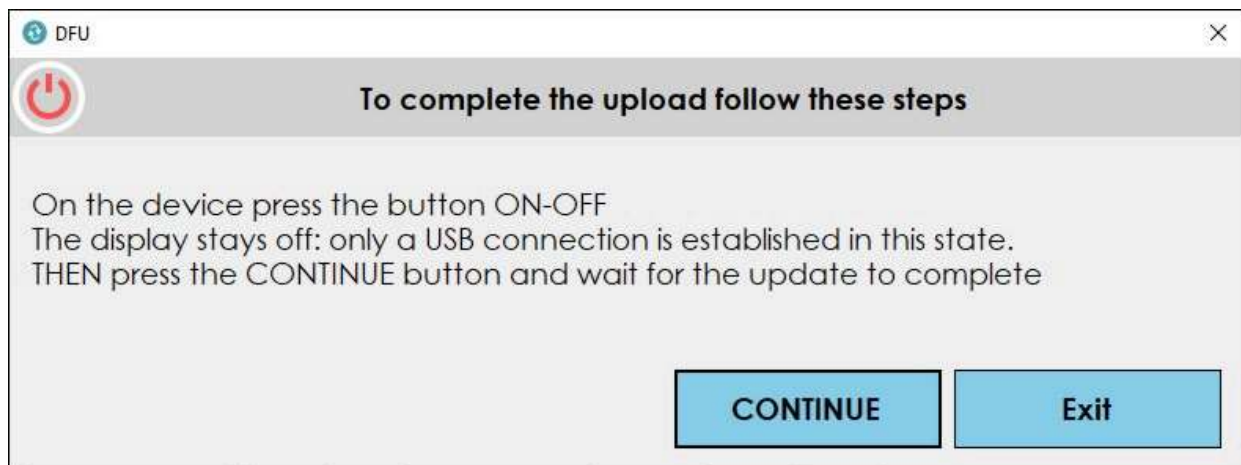 DFU
To complete the upload follow these steps
On the device press the button ON-OFF
The display stays off: only a USB connection is established in this state.
THEN press the CONTINUE button and wait for the update to complete
CONTINUE
Exit